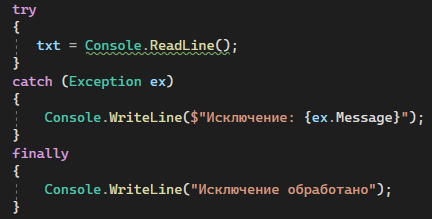 try
{
txt = Console.ReadLine();
}
catch (Exception ex)
{
Console.WriteLine($"Исключение: {ex.Message}");
}
finally
{
Console.WriteLine("Исключение обработано");
}